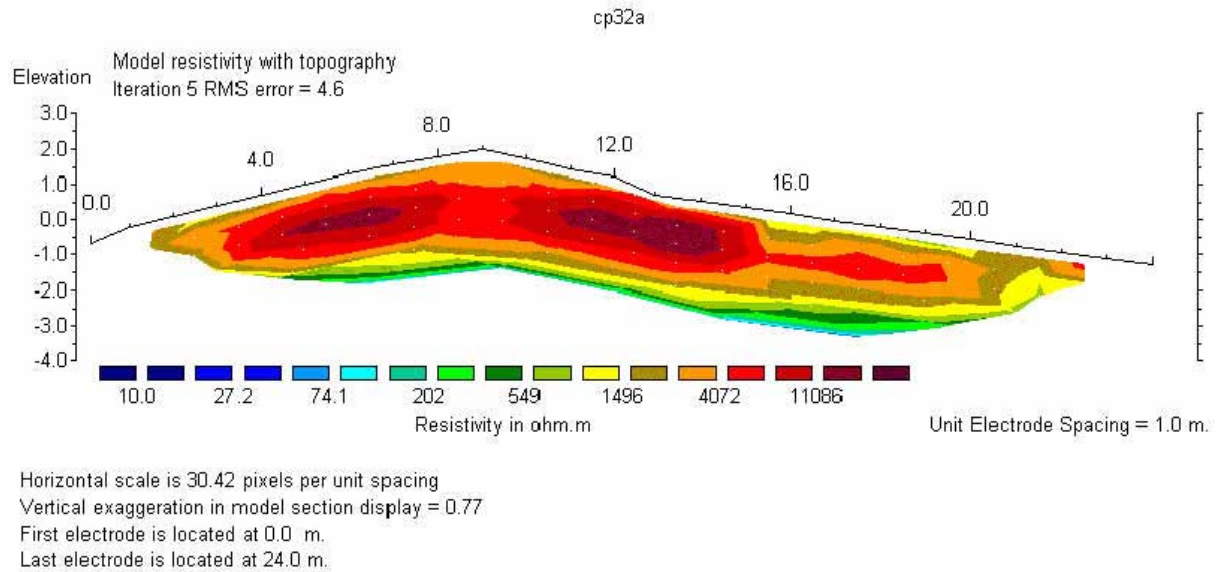 cp32a
Model resistivity with topography
Elevation
Iteration 5 RMS error = 4.6
3.0
2.0
1.0
0.0
-1.0
-2.0
-3.0
-4.0
0.0
4.0
8.0
12.0
16.0
20.0
10.0 27.2 74.1 202 549 1496 4072 11086
Resistivity in ohm.m
Unit Electrode Spacing = 1.0 m.
Horizontal scale is 30.42 pixels per unit spacing
Vertical exaggeration in model section display = 0.77
First electrode is located at 0.0 m.
Last electrode is located at 24.0 m.